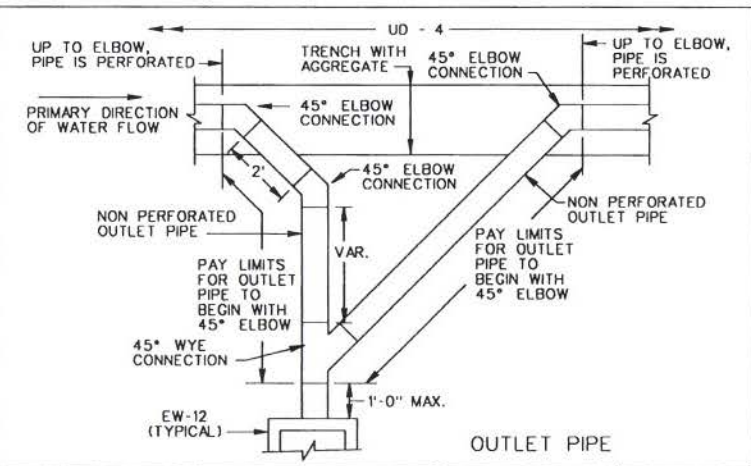 UD - 4
UP TO ELBOW,
PIPE IS PERFORATED
TRENCH WITH
AGGREGATE
45° ELBOW
CONNECTION
UP TO ELBOW,
PIPE IS
PERFORATED
PRIMARY DIRECTION
OF WATER FLOW
45° ELBOW
CONNECTION
2'
45° ELBOW
CONNECTION
NON PERFORATED
OUTLET PIPE
NON PERFORATED
OUTLET PIPE
VAR.
PAY LIMITS
FOR OUTLET
PIPE TO
BEGIN WITH
45° ELBOW
PAY LIMITS
FOR OUTLET
PIPE TO
BEGIN WITH
45° ELBOW
45° WYE
CONNECTION
1'-0" MAX.
EW-12
(TYPICAL)
OUTLET PIPE